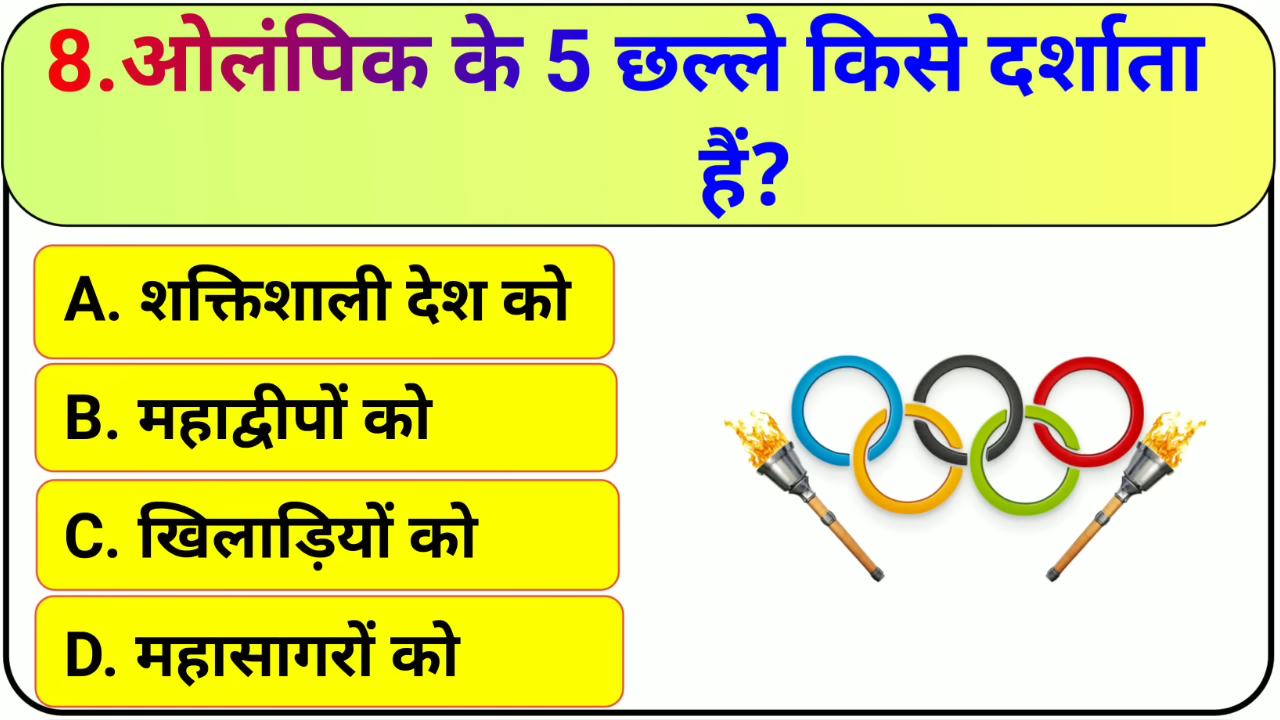 8.ओलंपिक के 5 छल्ले किसे दर्शाता
हैं?
A. शक्तिशाली देश को
B. महाद्वीपों को
C. खिलाड़ियों को
D. महासागरों को